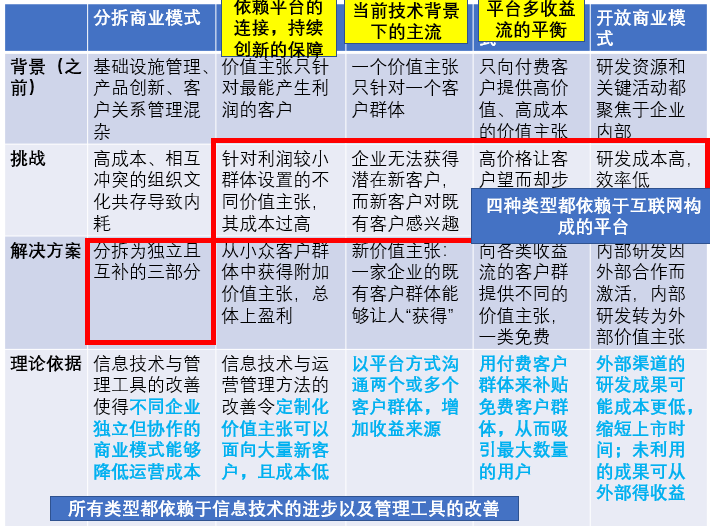 分拆商业模式
依赖平台的
连接，持续
创新的保障
当前技术背景
下的主流
平台多收益
流的平衡
式
开放商业模
式
背景（之
前）
基础设施管理、
产品创新、客
户关系管理混
杂
价值主张只针
对最能产生利
润的客户
一个价值主张
只针对一个客
户群体
只向付费客
户提供高价
值、高成本
的价值主张
研发资源和
关键活动都
聚焦于企业
内部
挑战
高成本、相互
冲突的组织文
化共存导致内
耗
针对利润较小
群体设置的不
同价值主张，
其成本过高
企业无法获得
潜在新客户，
而新客户对既
有客户感兴趣
高价格让客
户望而却步
研发成本高，
效率低
四种类型都依赖于互联网构
成的平台
解决方案
分拆为独立且
互补的三部分
从小众客户群
体中获得附加
价值主张，总
体上盈利
新价值主张：
一家企业的既
有客户群体能
够让人“获得”
向各类收益
流的客户群
提供不同的
价值主张，
一类免费
内部研发因
外部合作而
激活，内部
研发转为外
部价值主张
理论依据
信息技术与
管理工具的改善
使得不同企业
独立但协作的
商业模式能够
降低运营成本
信息技术与运
营管理方法的
改善令定制化
价值主张可以
面向大量新客
户，且成本低
以平台方式沟
通两个或多个
客户群体，增
加收益来源
用付费客户
群体来补贴
免费客户群
体，从而吸
引最大数量
的用户
外部渠道的
研发成果可
能成本更低，
缩短上市时
间；未利用
的成果可从
外部得收益
所有类型都依赖于信息技术的进步以及管理工具的改善